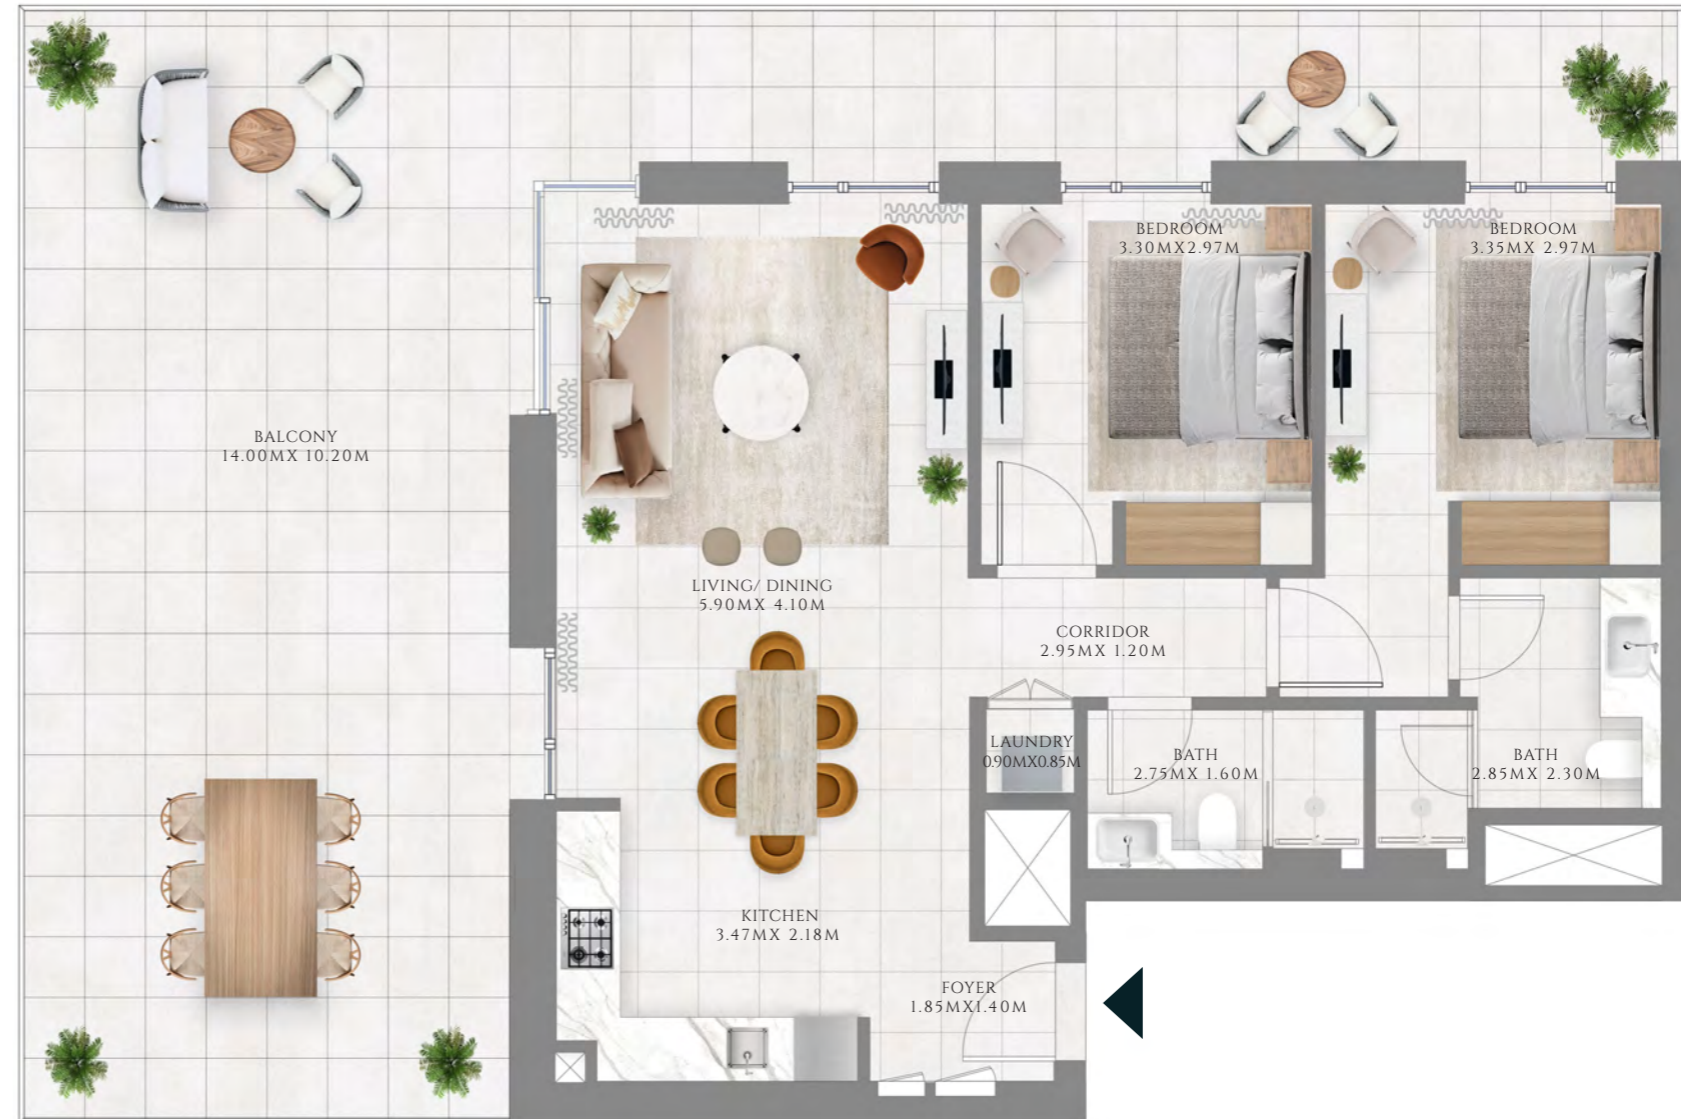 BEDROOM
3.30MX2.97M
BEDROOM
3.35MX 2.97M
BALCONY
14.00MX 10.20M
LIVING/ DINING
5.90MX 4.10M
CORRIDOR
2.95MX 1.20M
LAUNDRY
0.90MX0.85M
BATH
2.75MX 1.60M
BATH
2.85MX 2.30M
KITCHEN
3.47MX 2.18M
FOYER
1.85MX1.40M